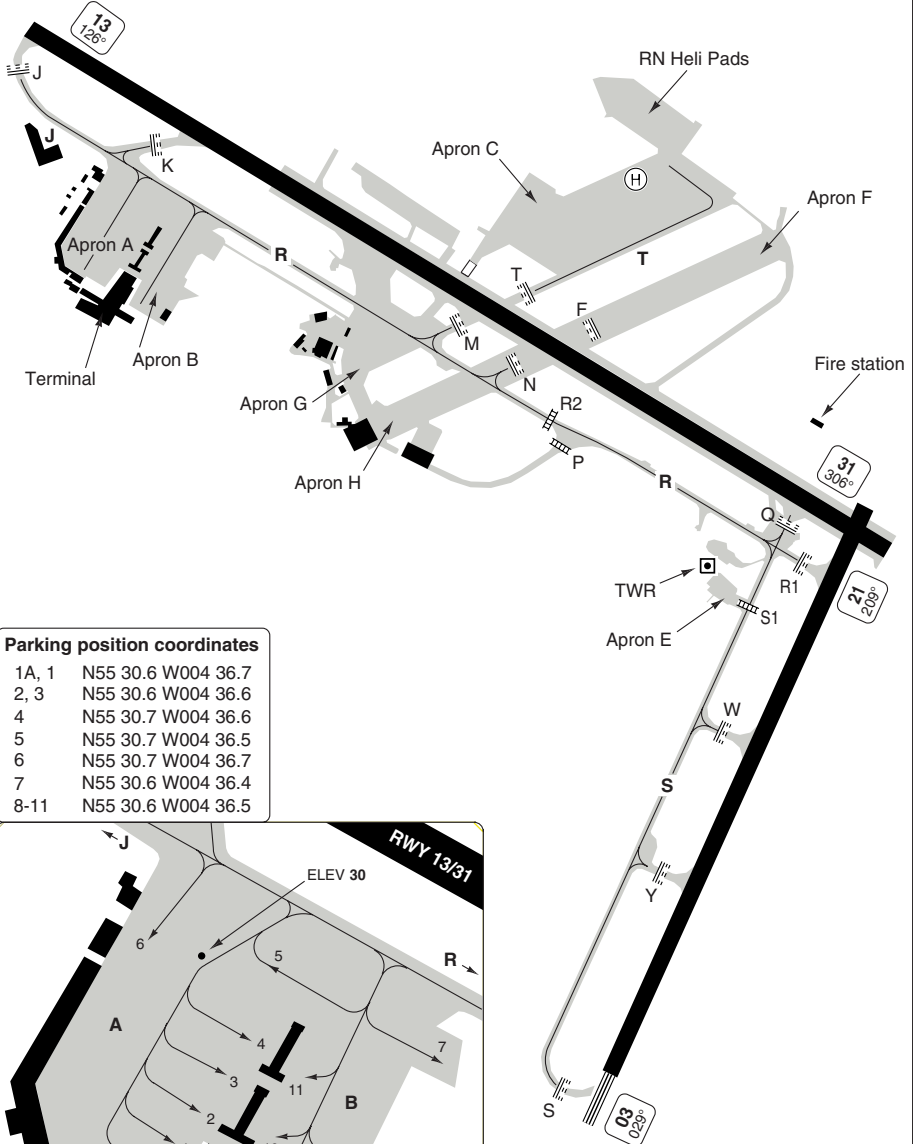 13
126°
J
J
K
RN Heli Pads
Apron C
H
Apron F
Apron A
R
T
T
F
M
Terminal
Apron B
Apron G
N
R2
Fire station
P
Apron H
R
31
306°
Q
TWR
R1
21
209°
S1
Apron E
W
S
Y
S
03
029°
Parking position coordinates
1A, 1 N55 30.6 W004 36.7
2, 3 N55 30.6 W004 36.6
4 N55 30.7 W004 36.6
5 N55 30.7 W004 36.5
6 N55 30.7 W004 36.7
7 N55 30.6 W004 36.4
8-11 N55 30.6 W004 36.5
J
RWY 13/31
ELEV 30
6
5
R
A
4
7
3
11
B
2